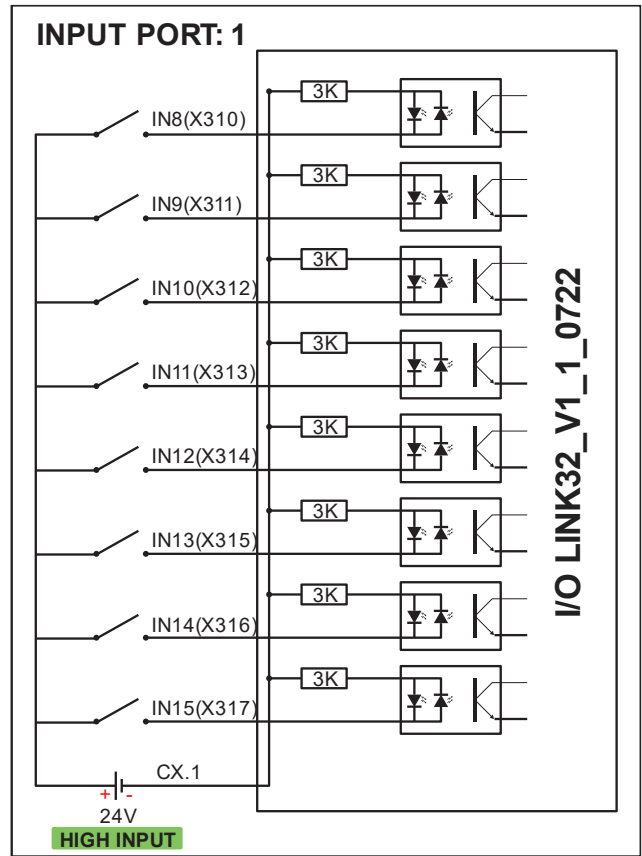 INPUT PORT: 1
3K
IN8(X310)
3K
IN9(X311)
3K
IN10(X312)
3K
IN11(X313)
3K
IN12(X314)
3K
IN13(X315)
3K
IN14(X316)
3K
IN15(X317)
I/O LINK32_V1_1_0722
CX.1
+ -
24V
HIGH INPUT